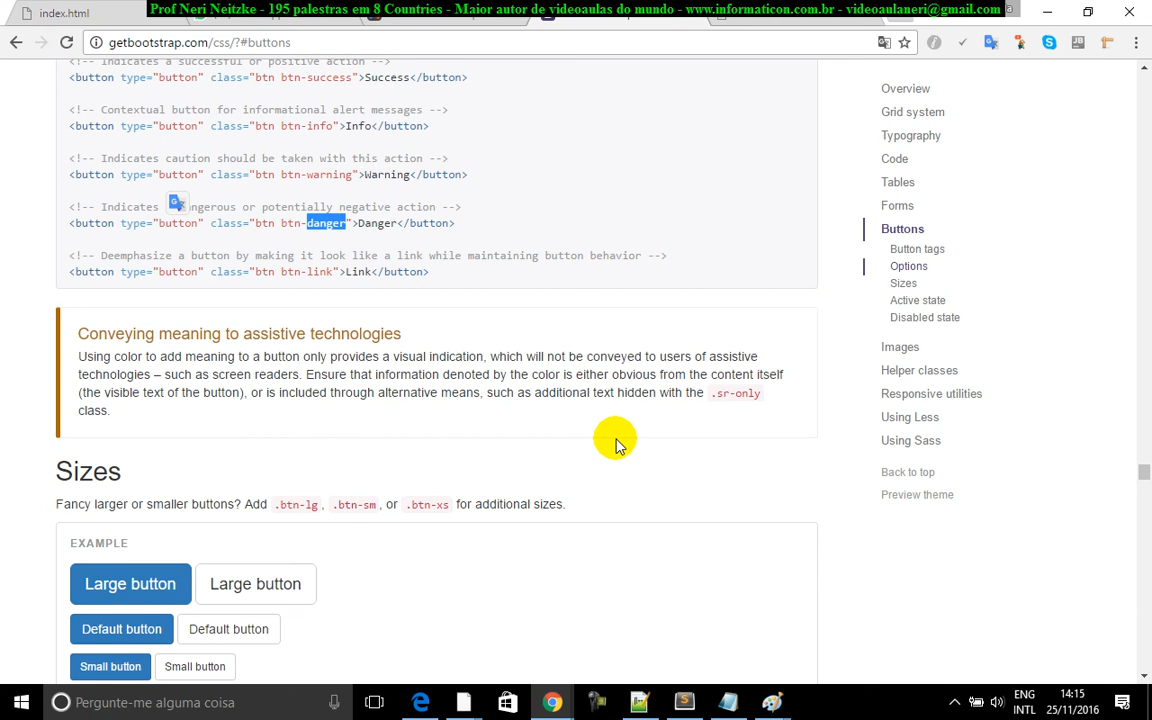 index.html
Prof Neri Neitzke - 195 palestras em 8 Countries - Maior autor de videoaulas do mundo - www.informaticon.com.br - videoaulaneri@gmail.com
getbootstrap.com/css/?#buttons
<!-- Indicates a successful or positive action -->
<button type="button" class="btn btn-success">Success</button>
<!-- Contextual button for informational alert messages -->
<button type="button" class="btn btn-info">Info</button>
<!-- Indicates caution should be taken with this action -->
<button type="button" class="btn btn-warning">Warning</button>
<!-- Indicates ngerous or potentially negative action -->
<button type="button" class="btn btn-danger">Danger</button>
<!-- Deemphasize a button by making it look like a link while maintaining button behavior -->
<button type="button" class="btn btn-link">Link</button>
Conveying meaning to assistive technologies
Using color to add meaning to a button only provides a visual indication, which will not be conveyed to users of assistive
technologies – such as screen readers. Ensure that information denoted by the color is either obvious from the content itself
(the visible text of the button), or is included through alternative means, such as additional text hidden with the .sr-only
class.
Sizes
Fancy larger or smaller buttons? Add .btn-lg, .btn-sm, or .btn-xs for additional sizes.
EXAMPLE
Large button Large button
Default button Default button
Small button Small button
Overview
Grid system
Typography
Code
Tables
Forms
Buttons
Button tags
Options
Sizes
Active state
Disabled state
Images
Helper classes
Responsive utilities
Using Less
Using Sass
Back to top
Preview theme
Pergunte-me alguma coisa
ENG
INTL
14:15
25/11/2016